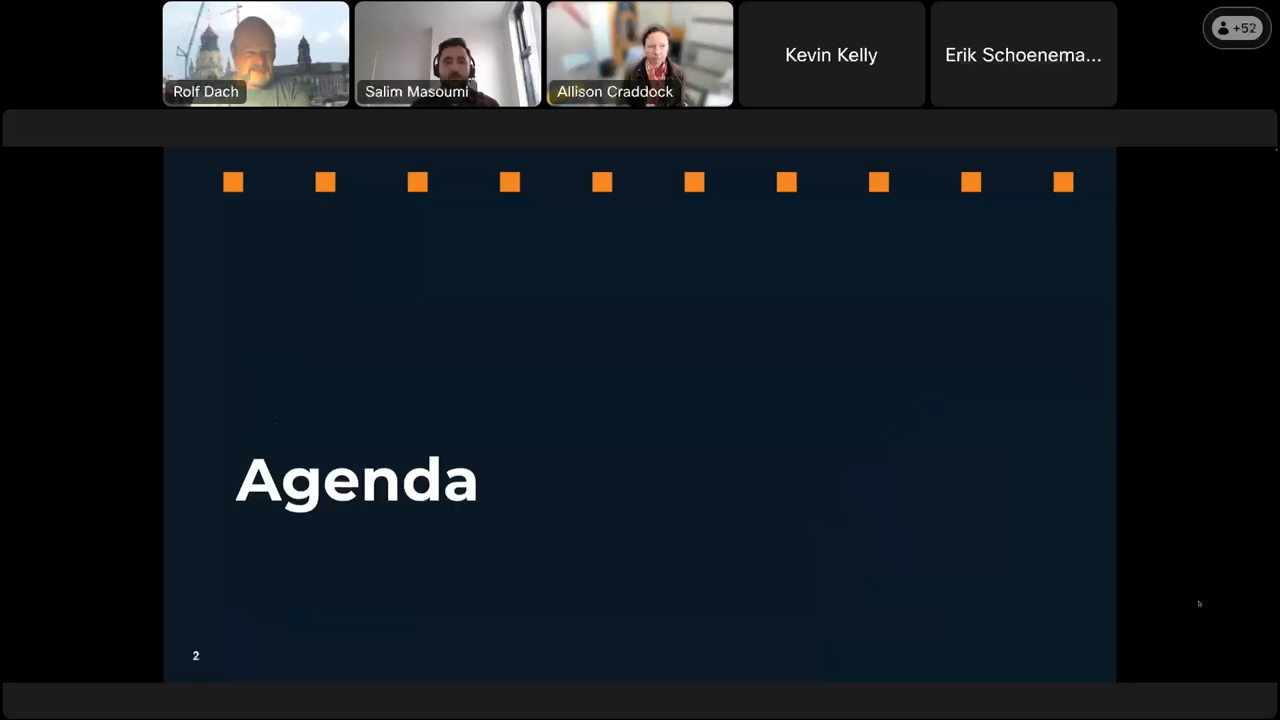 Rolf Dach
Salim Masoumi
Allison Craddock
Kevin Kelly
Erik Schoenema...
+52
Agenda
2